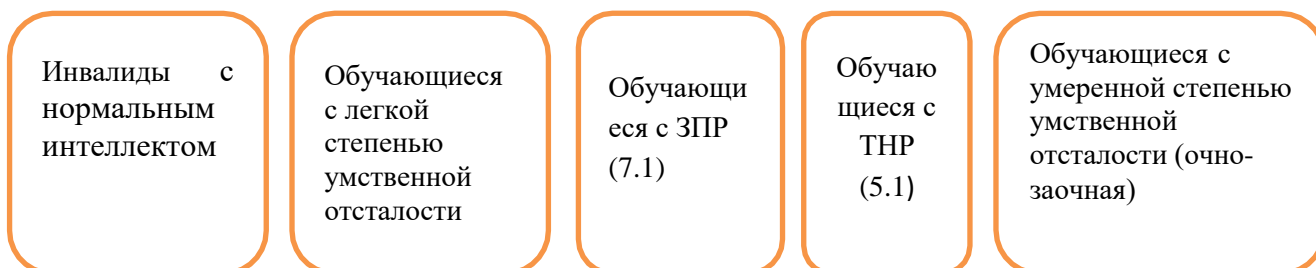 Инвалиды с
нормальным
интеллектом
Обучающиеся
с легкой
степенью
умственной
отсталости
Обучающи
еся с ЗПР
(7.1)
Обучаю
щиеся с
ТНР
(5.1)
Обучающиеся с
умеренной степенью
умственной
отсталости (очно-
заочная)